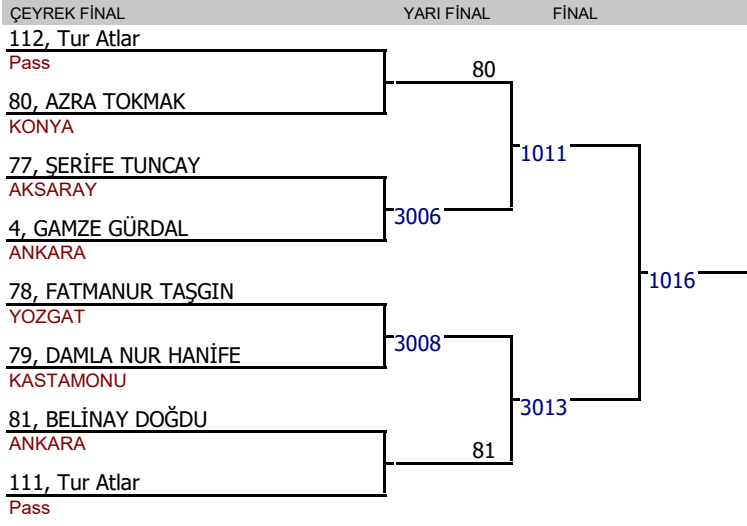 ÇEYREK FİNAL YARI FİNAL FİNAL
112, Tur Atlar
Pass
80
80, AZRA TOKMAK
KONYA
1011
77, ŞERİFE TUNCAY
AKSARAY
3006
4, GAMZE GÜRDAL
ANKARA
1016
78, FATMANUR TAŞGIN
YOZGAT
3008
79, DAMLA NUR HANİFE
KASTAMONU
3013
81, BELİNAY DOĞDU
ANKARA
81
111, Tur Atlar
Pass